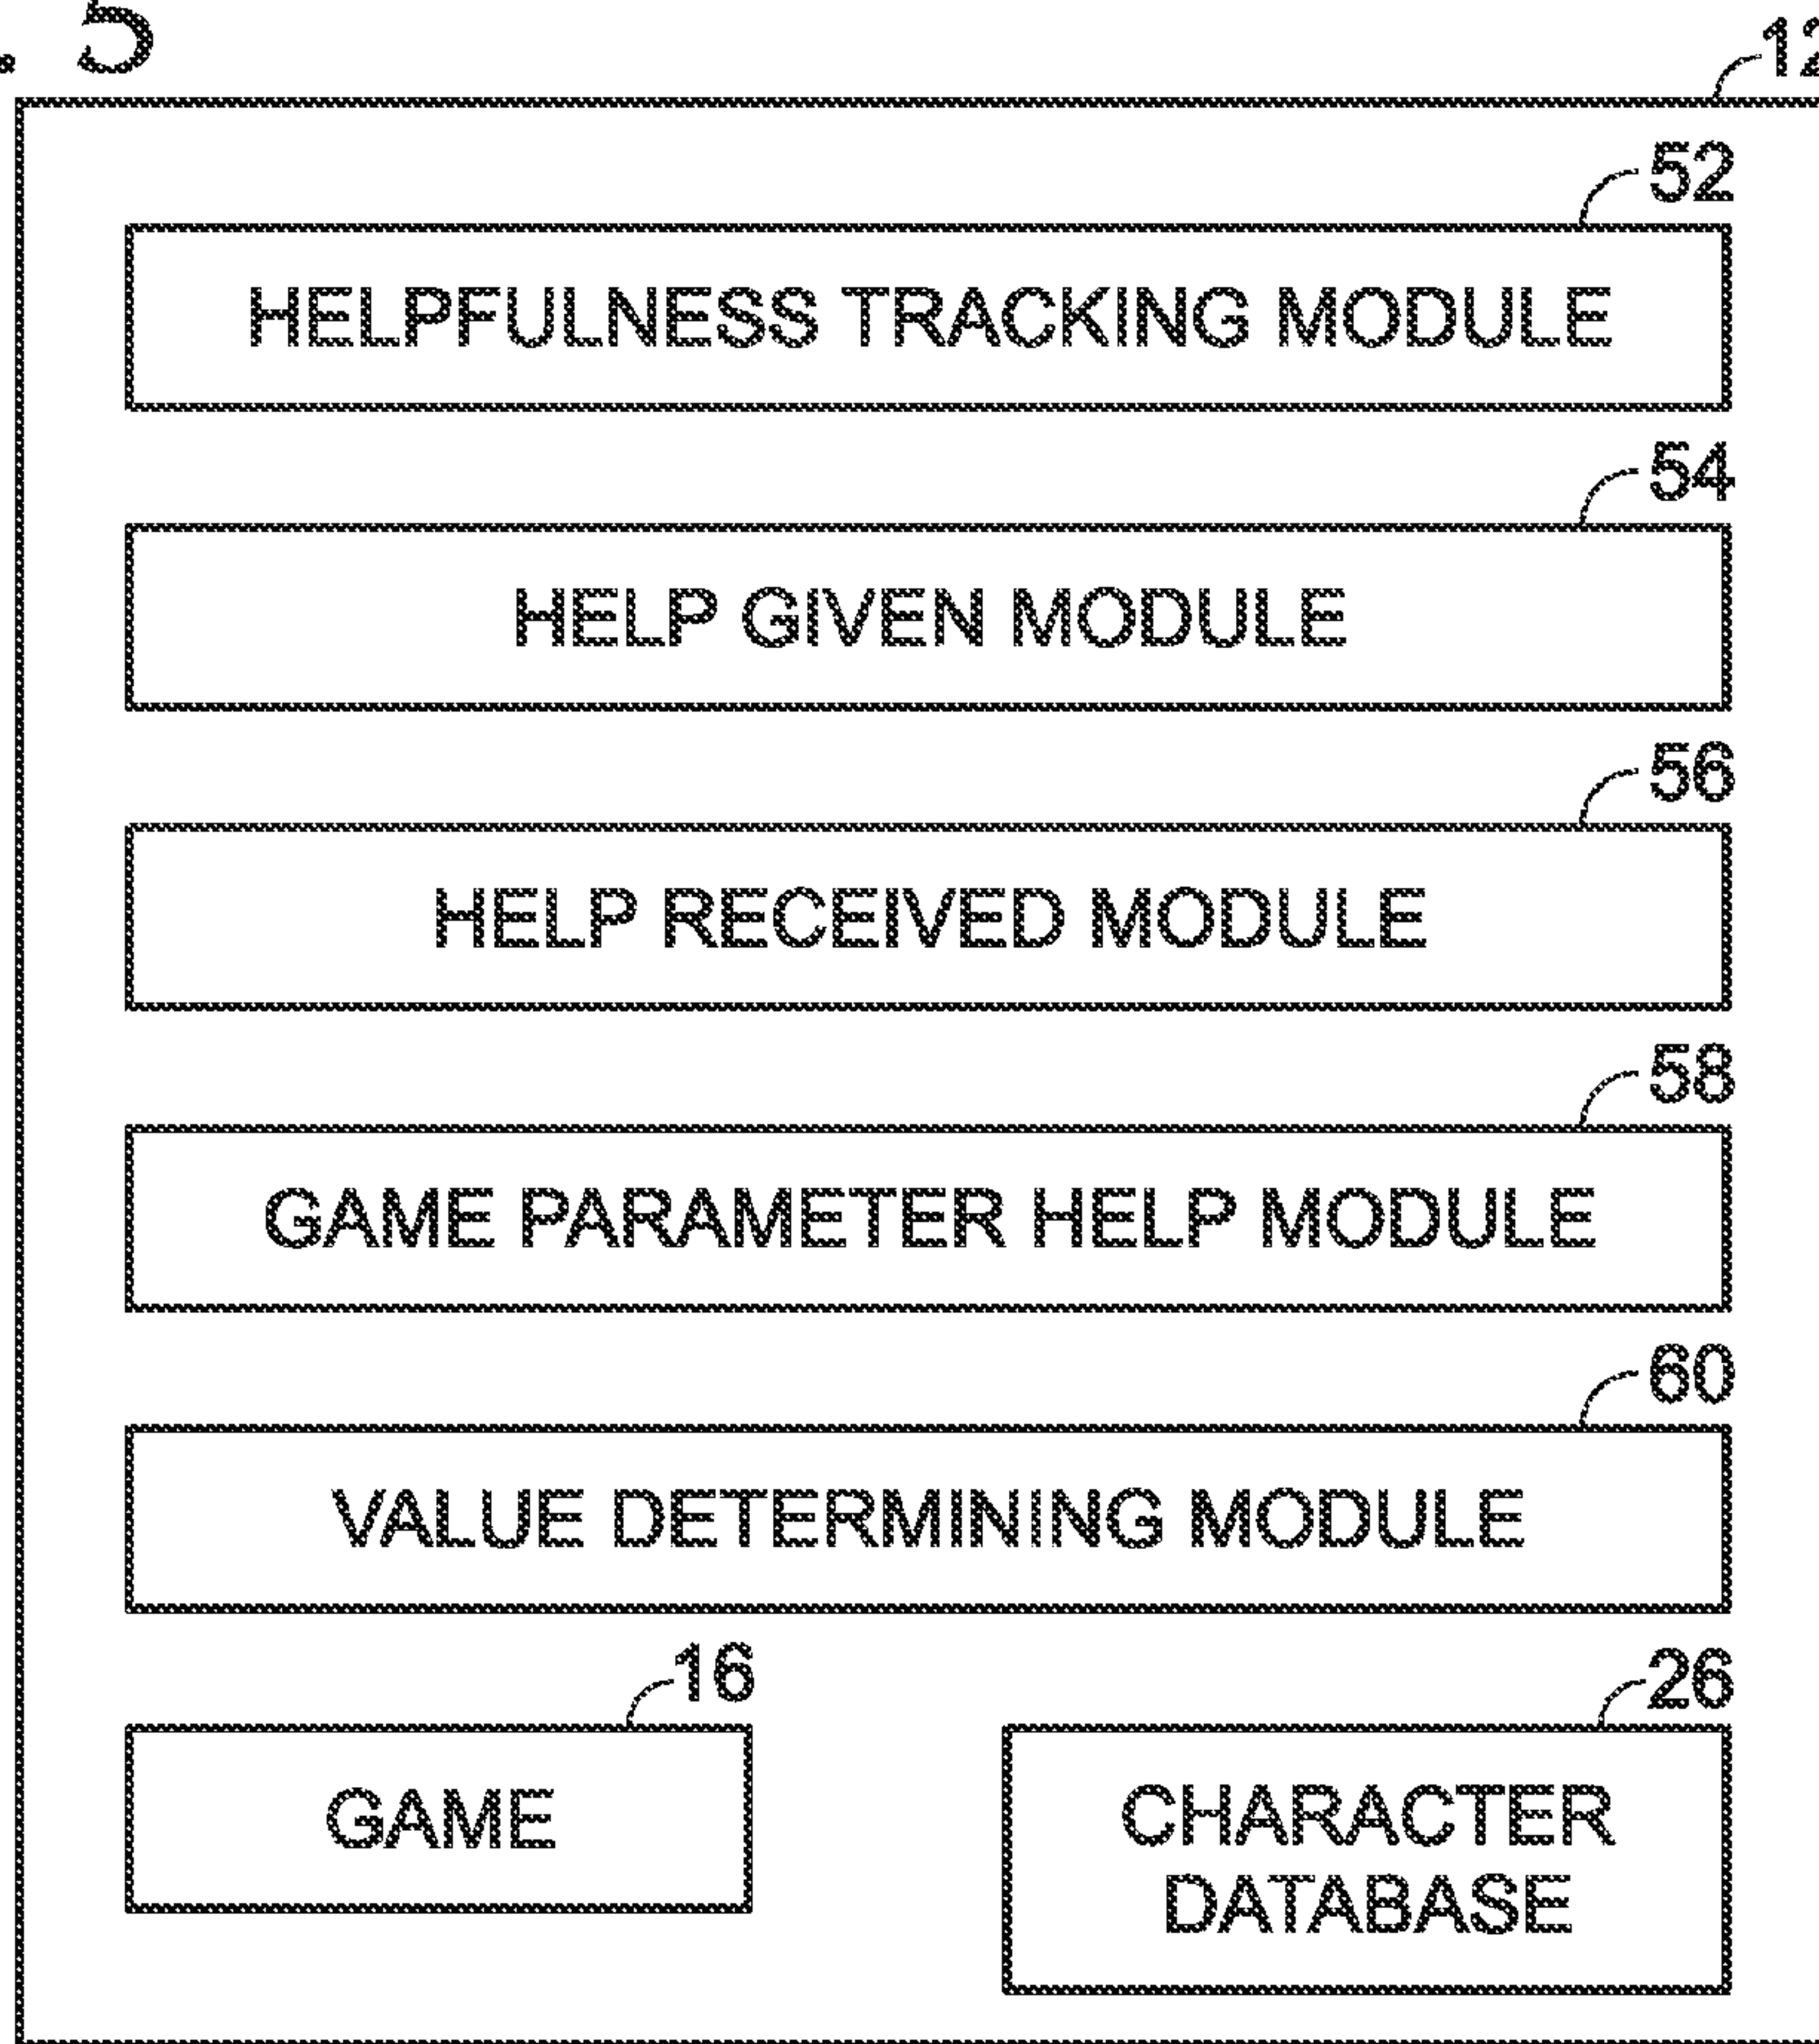 . 5
12
52
HELPFULNESS TRACKING MODULE
54
HELP GIVEN MODULE
56
HELP RECEIVED MODULE
58
GAME PARAMETER HELP MODULE
60
VALUE DETERMINING MODULE
16
26
GAME
CHARACTER
DATABASE